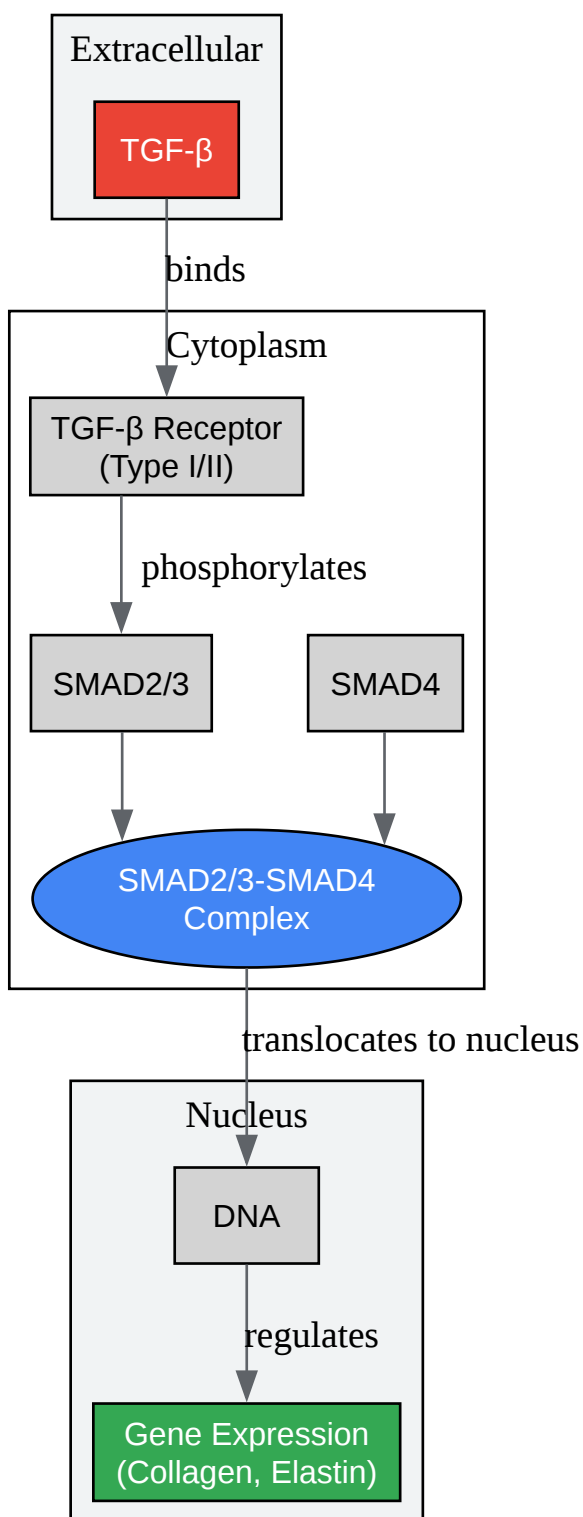 Extracellular
TGF-β
binds
Cytoplasm
TGF-β Receptor
(Type I/II)
phosphorylates
SMAD2/3
SMAD4
SMAD2/3-SMAD4
Complex
translocates to nucleus
Nucleus
DNA
regulates
Gene Expression
(Collagen, Elastin)